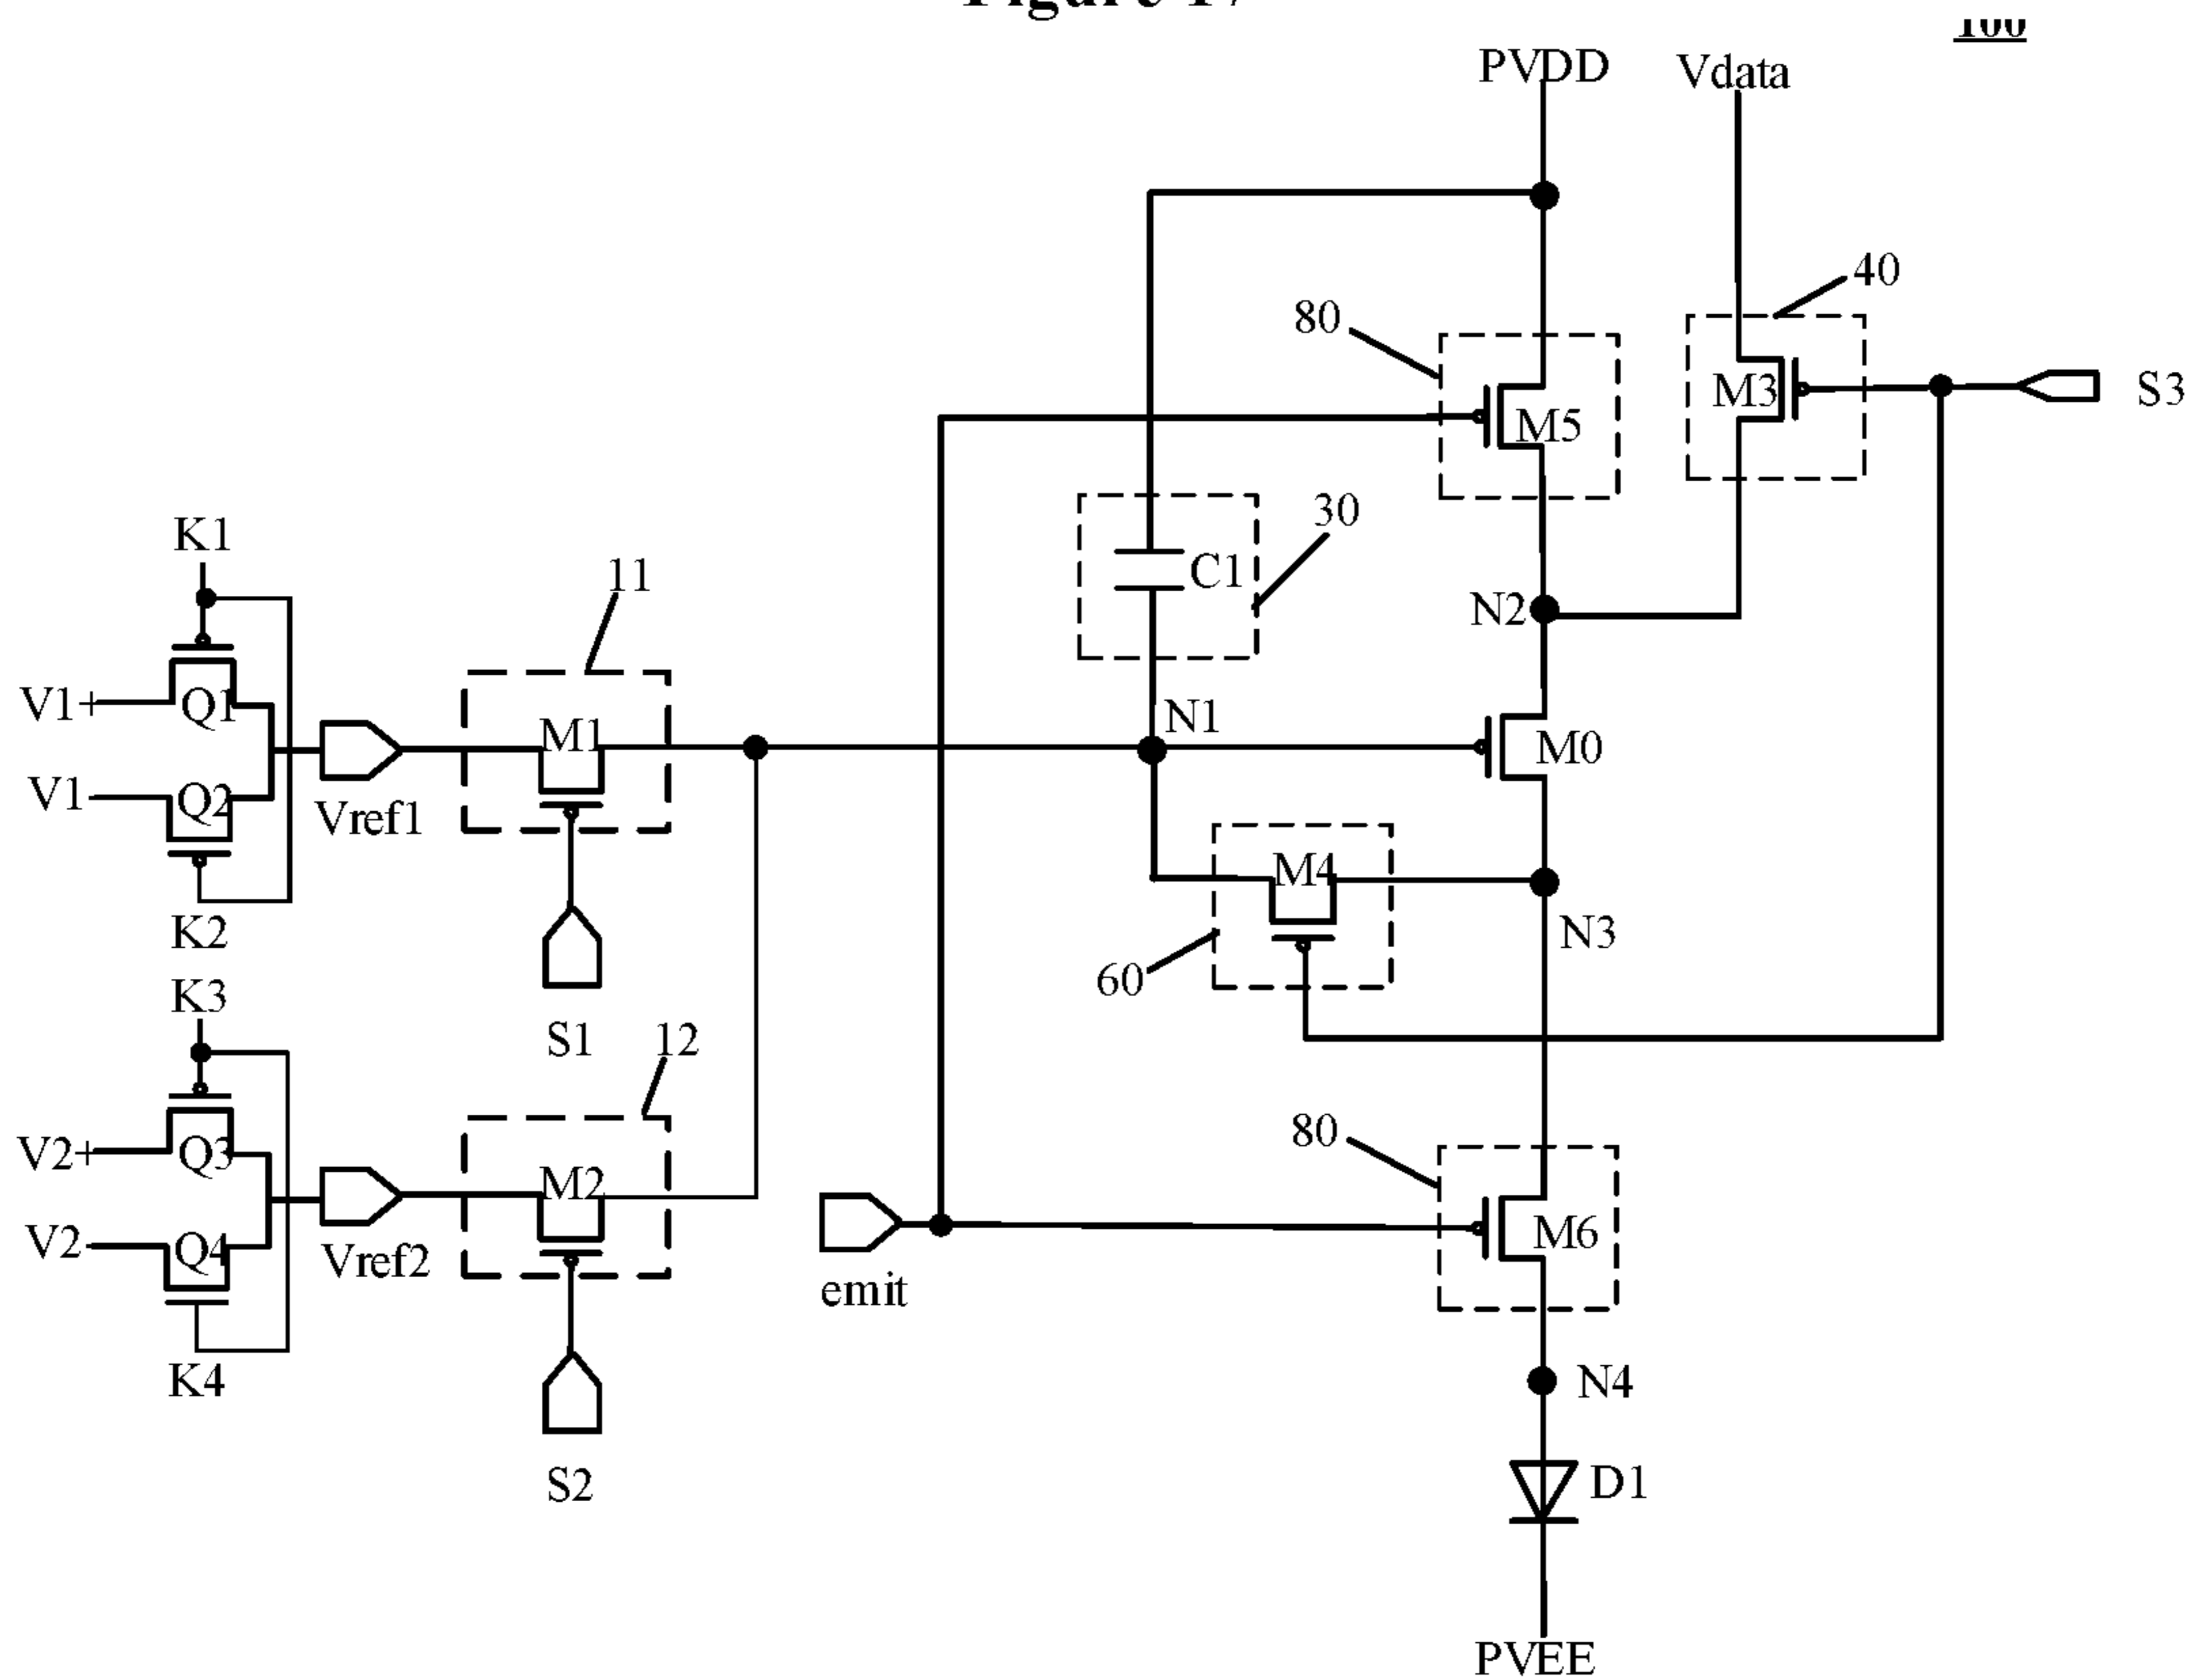 Figure 17
100
PVDD
Vdata
40
80
M3
S3
M5
30
K1
C1
11
N2
V1+
Q1
M1
N1
M0
V1-
Q2
Vref1
M4
K2
N3
60
K3
S1
12
80
V2+
Q3
M2
M6
V2-
Q4
Vref2
emit
K4
N4
S2
D1
PVEE